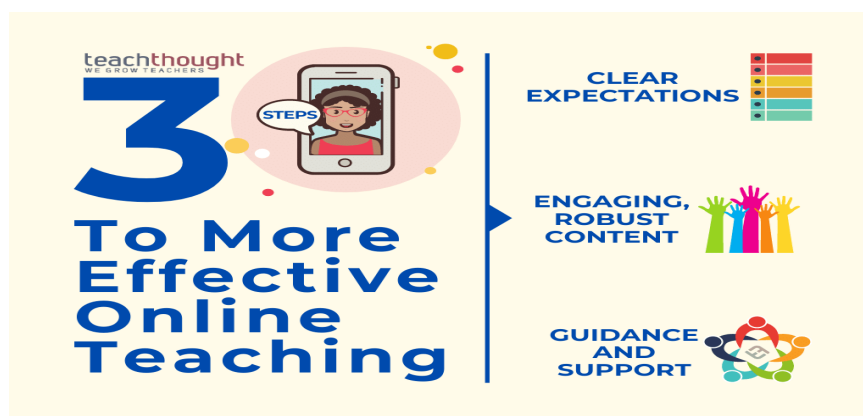 teachthought
WE GROW TEACHERS
3
STEPS
To More
Effective
Online
Teaching
CLEAR
EXPECTATIONS
ENGAGING,
ROBUST
CONTENT
GUIDANCE
AND
SUPPORT